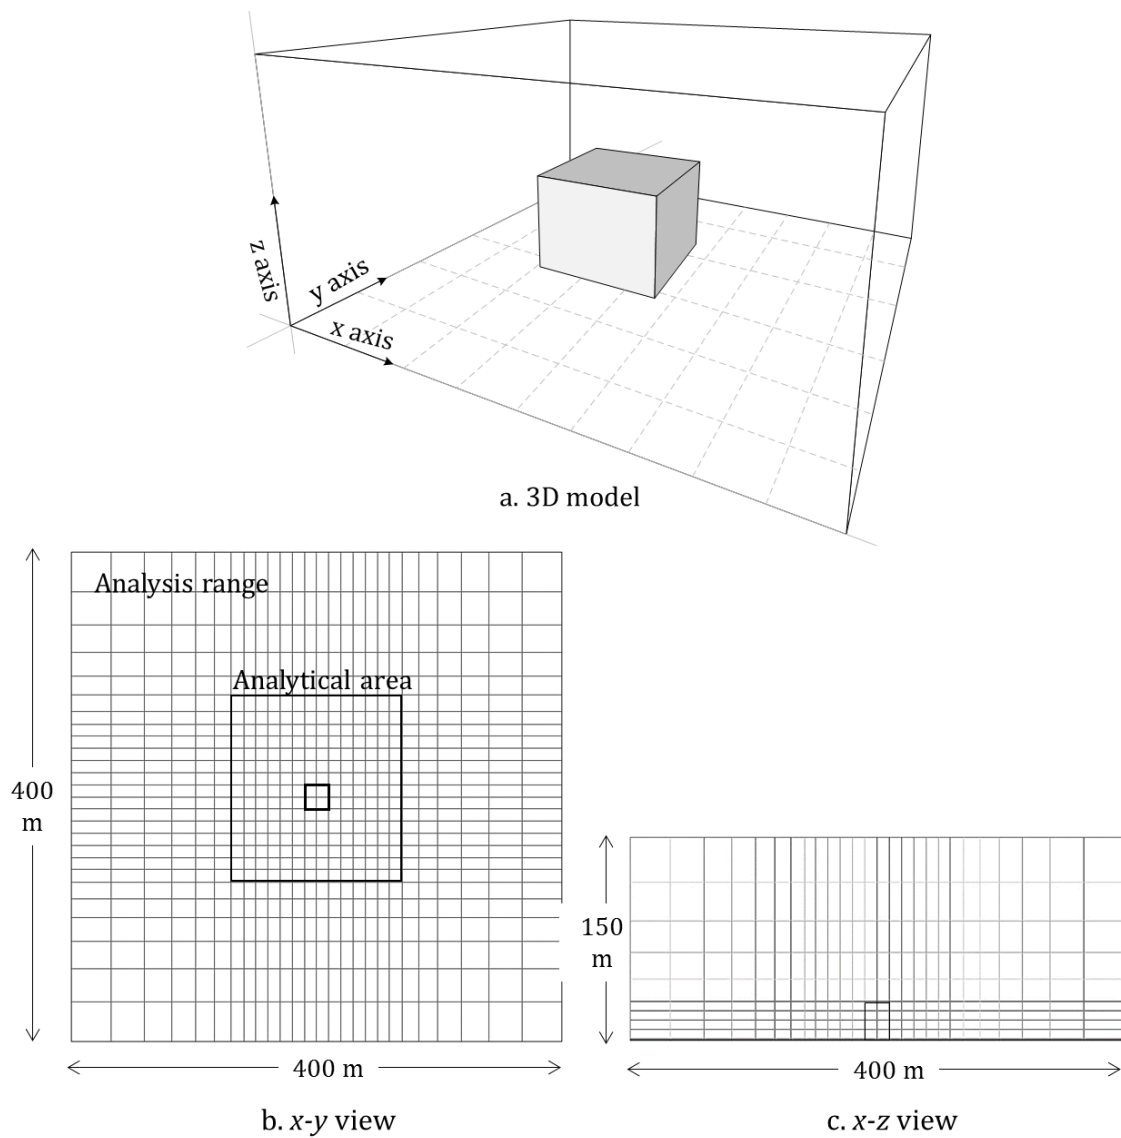 z axis
y axis
x axis
a. 3D model
Analysis range
Analytical area
400
m
400 m
b. x-y view
150
m
400 m
c. x-z view